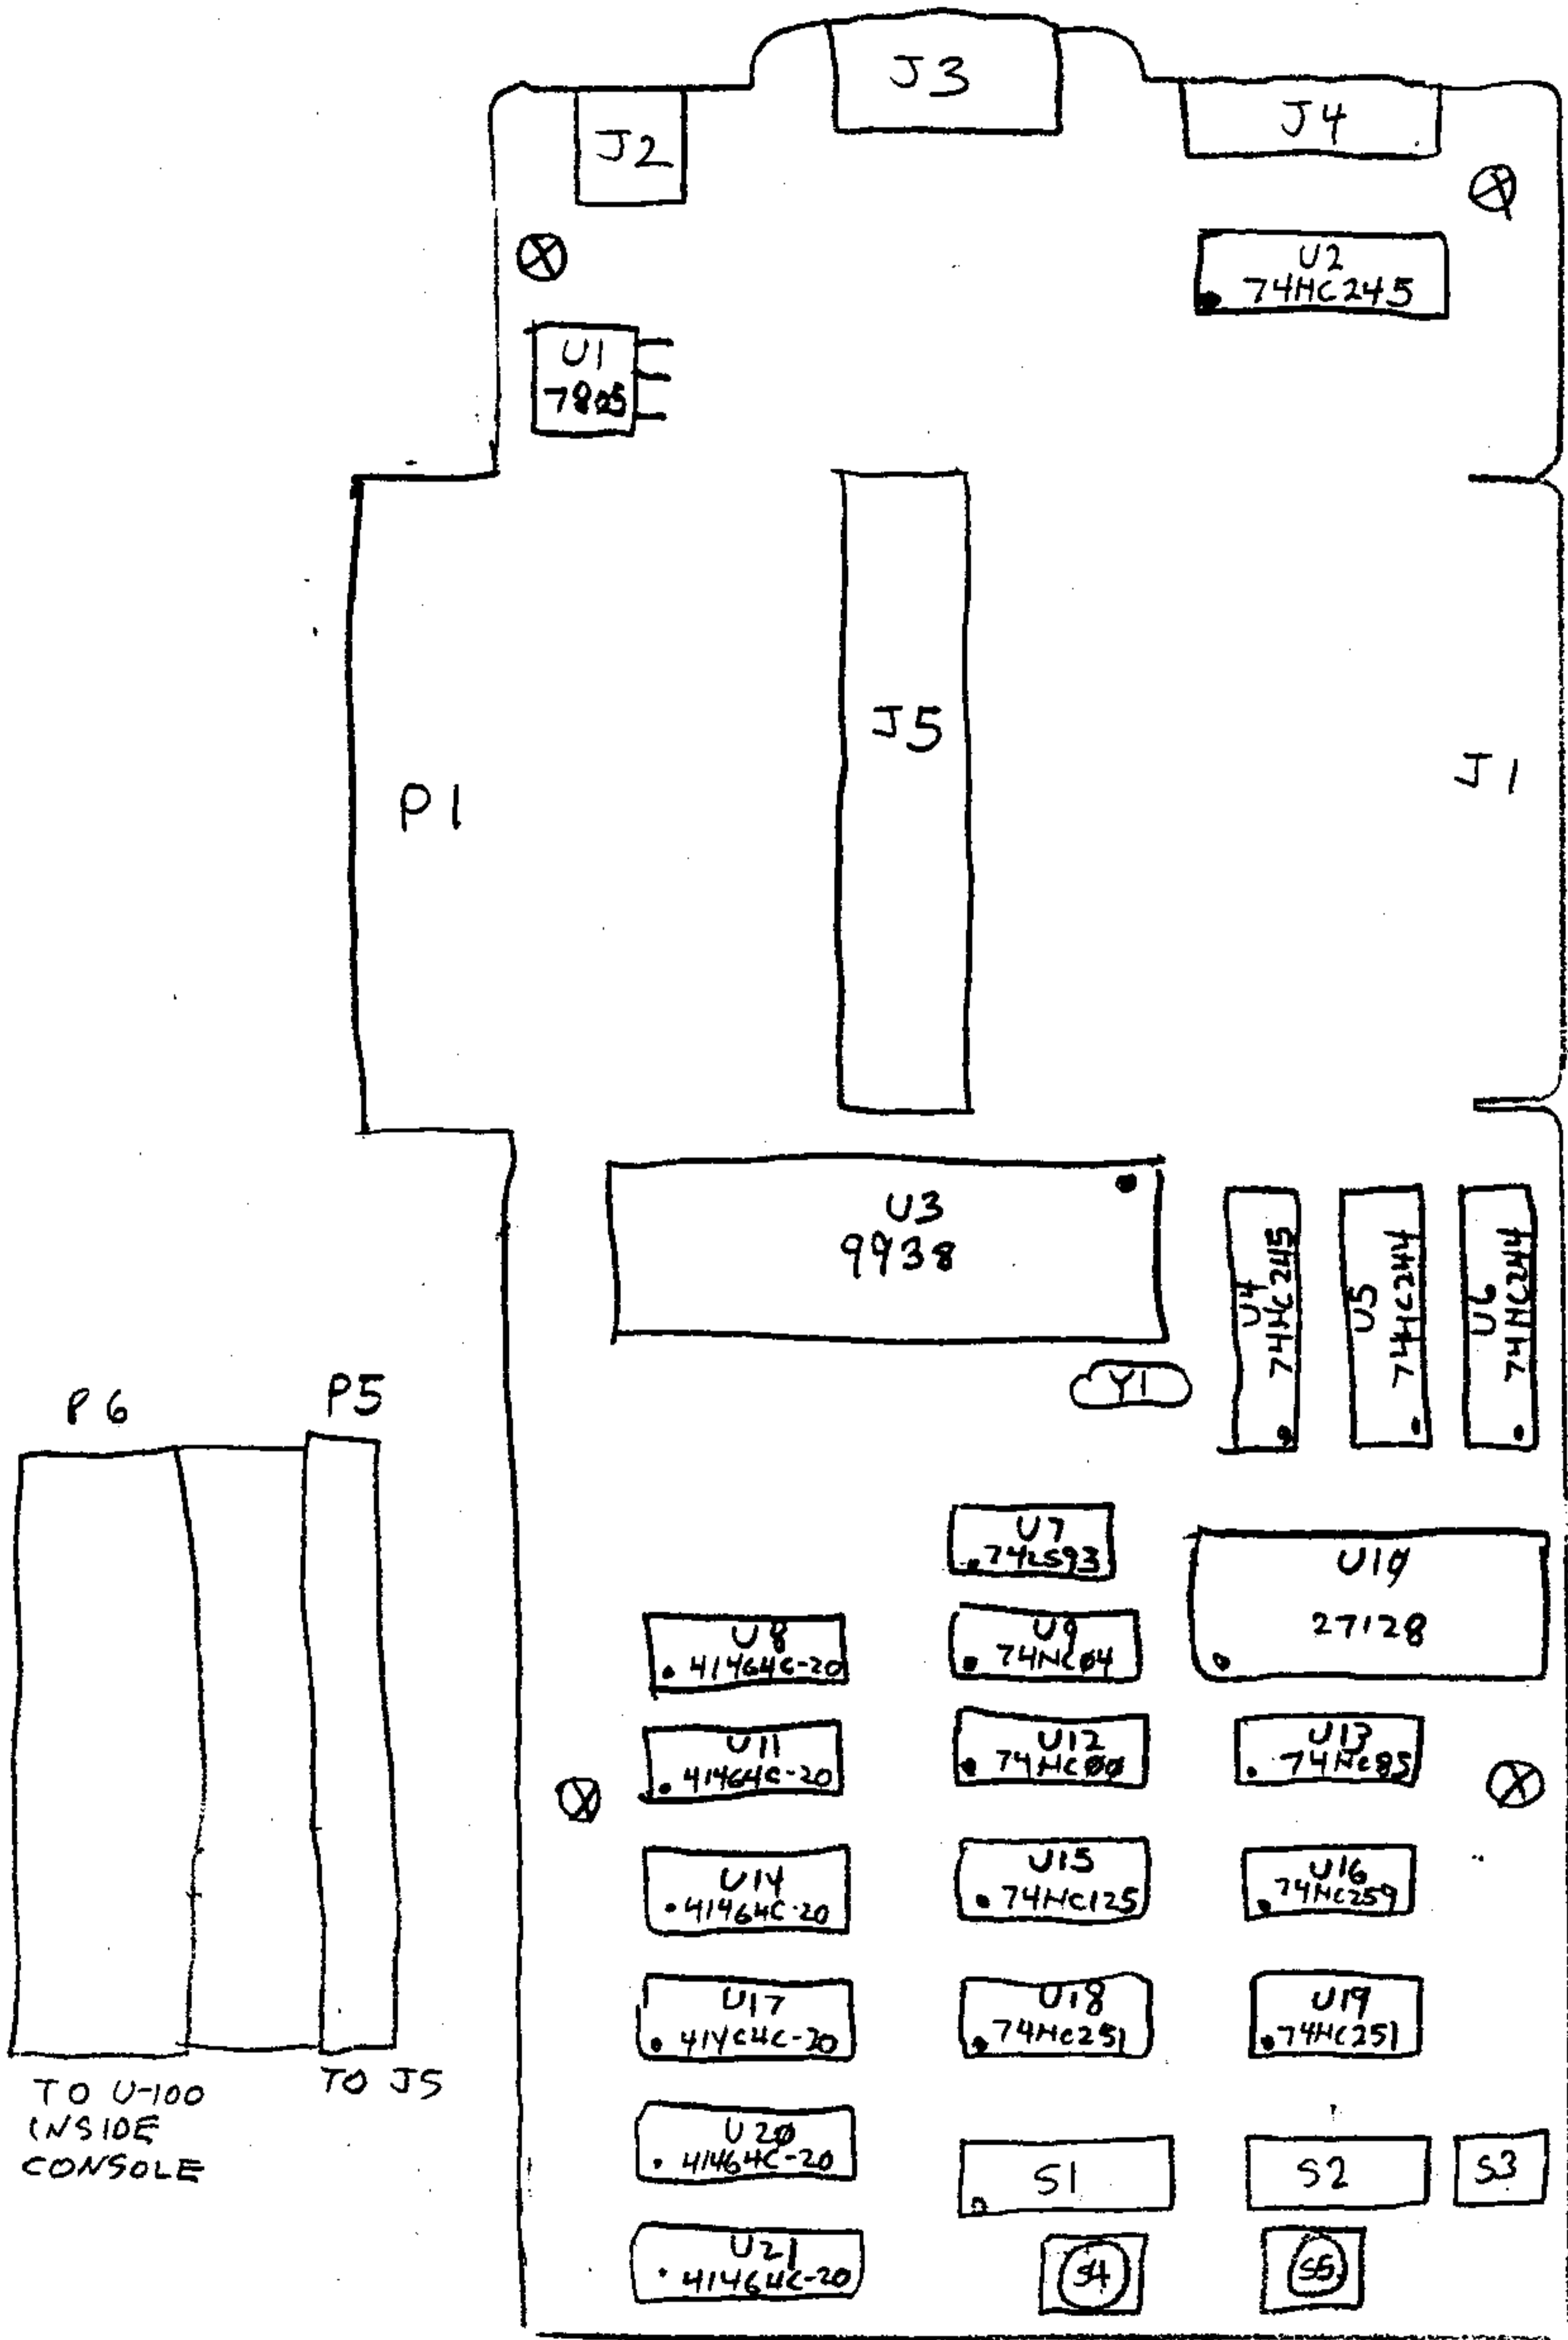 J3
J2
J4
U2
74HC245
U1
7805
J5
P1
J1
U3
9938
U4
74HC245
U5
74HC244
U6
74HC244
Y1
P6
P5
U7
74LS93
U10
27128
U8
41464C-20
U9
74HC04
U11
41464C-20
U12
74HC00
U13
74HC85
U14
41464C-20
U15
74HC125
U16
74HC259
U17
41464C-20
U18
74HC251
U19
74HC251
TO U-100
INSIDE
CONSOLE
TO J5
U20
41464C-20
S1
S2
S3
U21
41464C-20
S4
S5